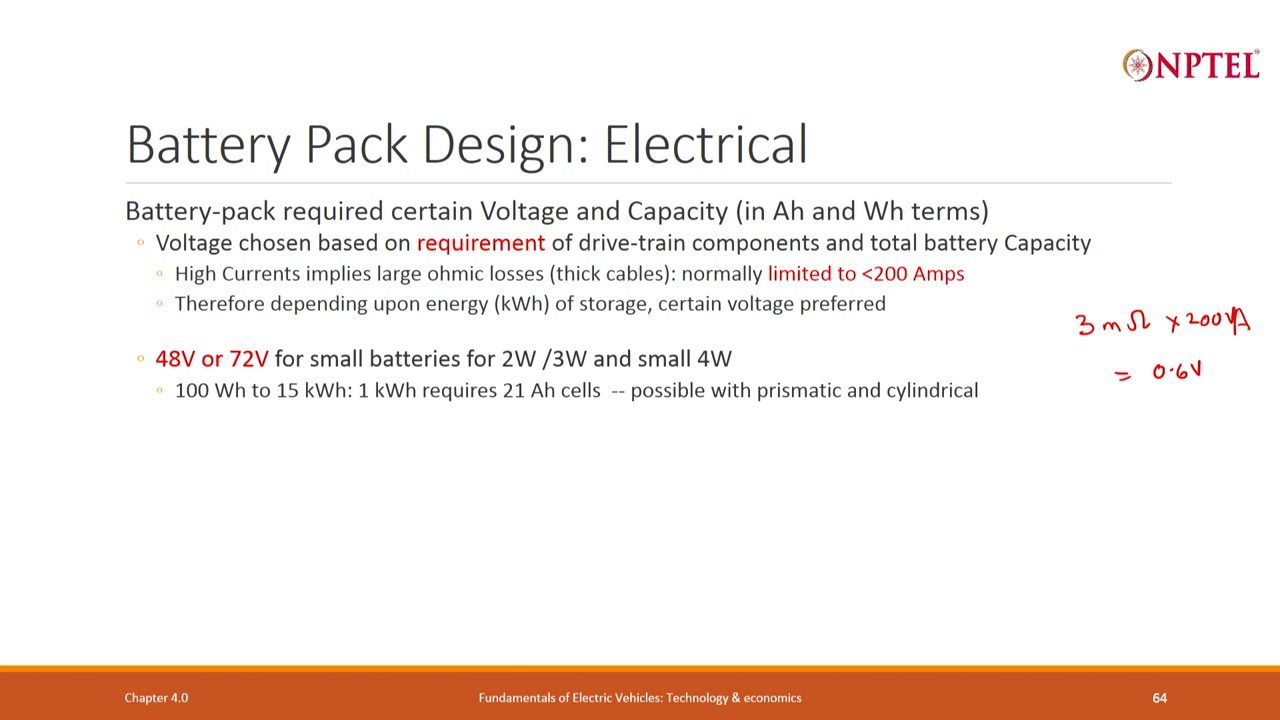 NPTEL
Battery Pack Design: Electrical
Battery-pack required certain Voltage and Capacity (in Ah and Wh terms)
Voltage chosen based on requirement of drive-train components and total battery Capacity
High Currents implies large ohmic losses (thick cables): normally limited to <200 Amps
Therefore depending upon energy (kWh) of storage, certain voltage preferred
3 mΩ × 200 A
= 0.6V
48V or 72V for small batteries for 2W /3W and small 4W
100 Wh to 15 kWh: 1 kWh requires 21 Ah cells -- possible with prismatic and cylindrical
Chapter 4.0
Fundamentals of Electric Vehicles: Technology & economics
64